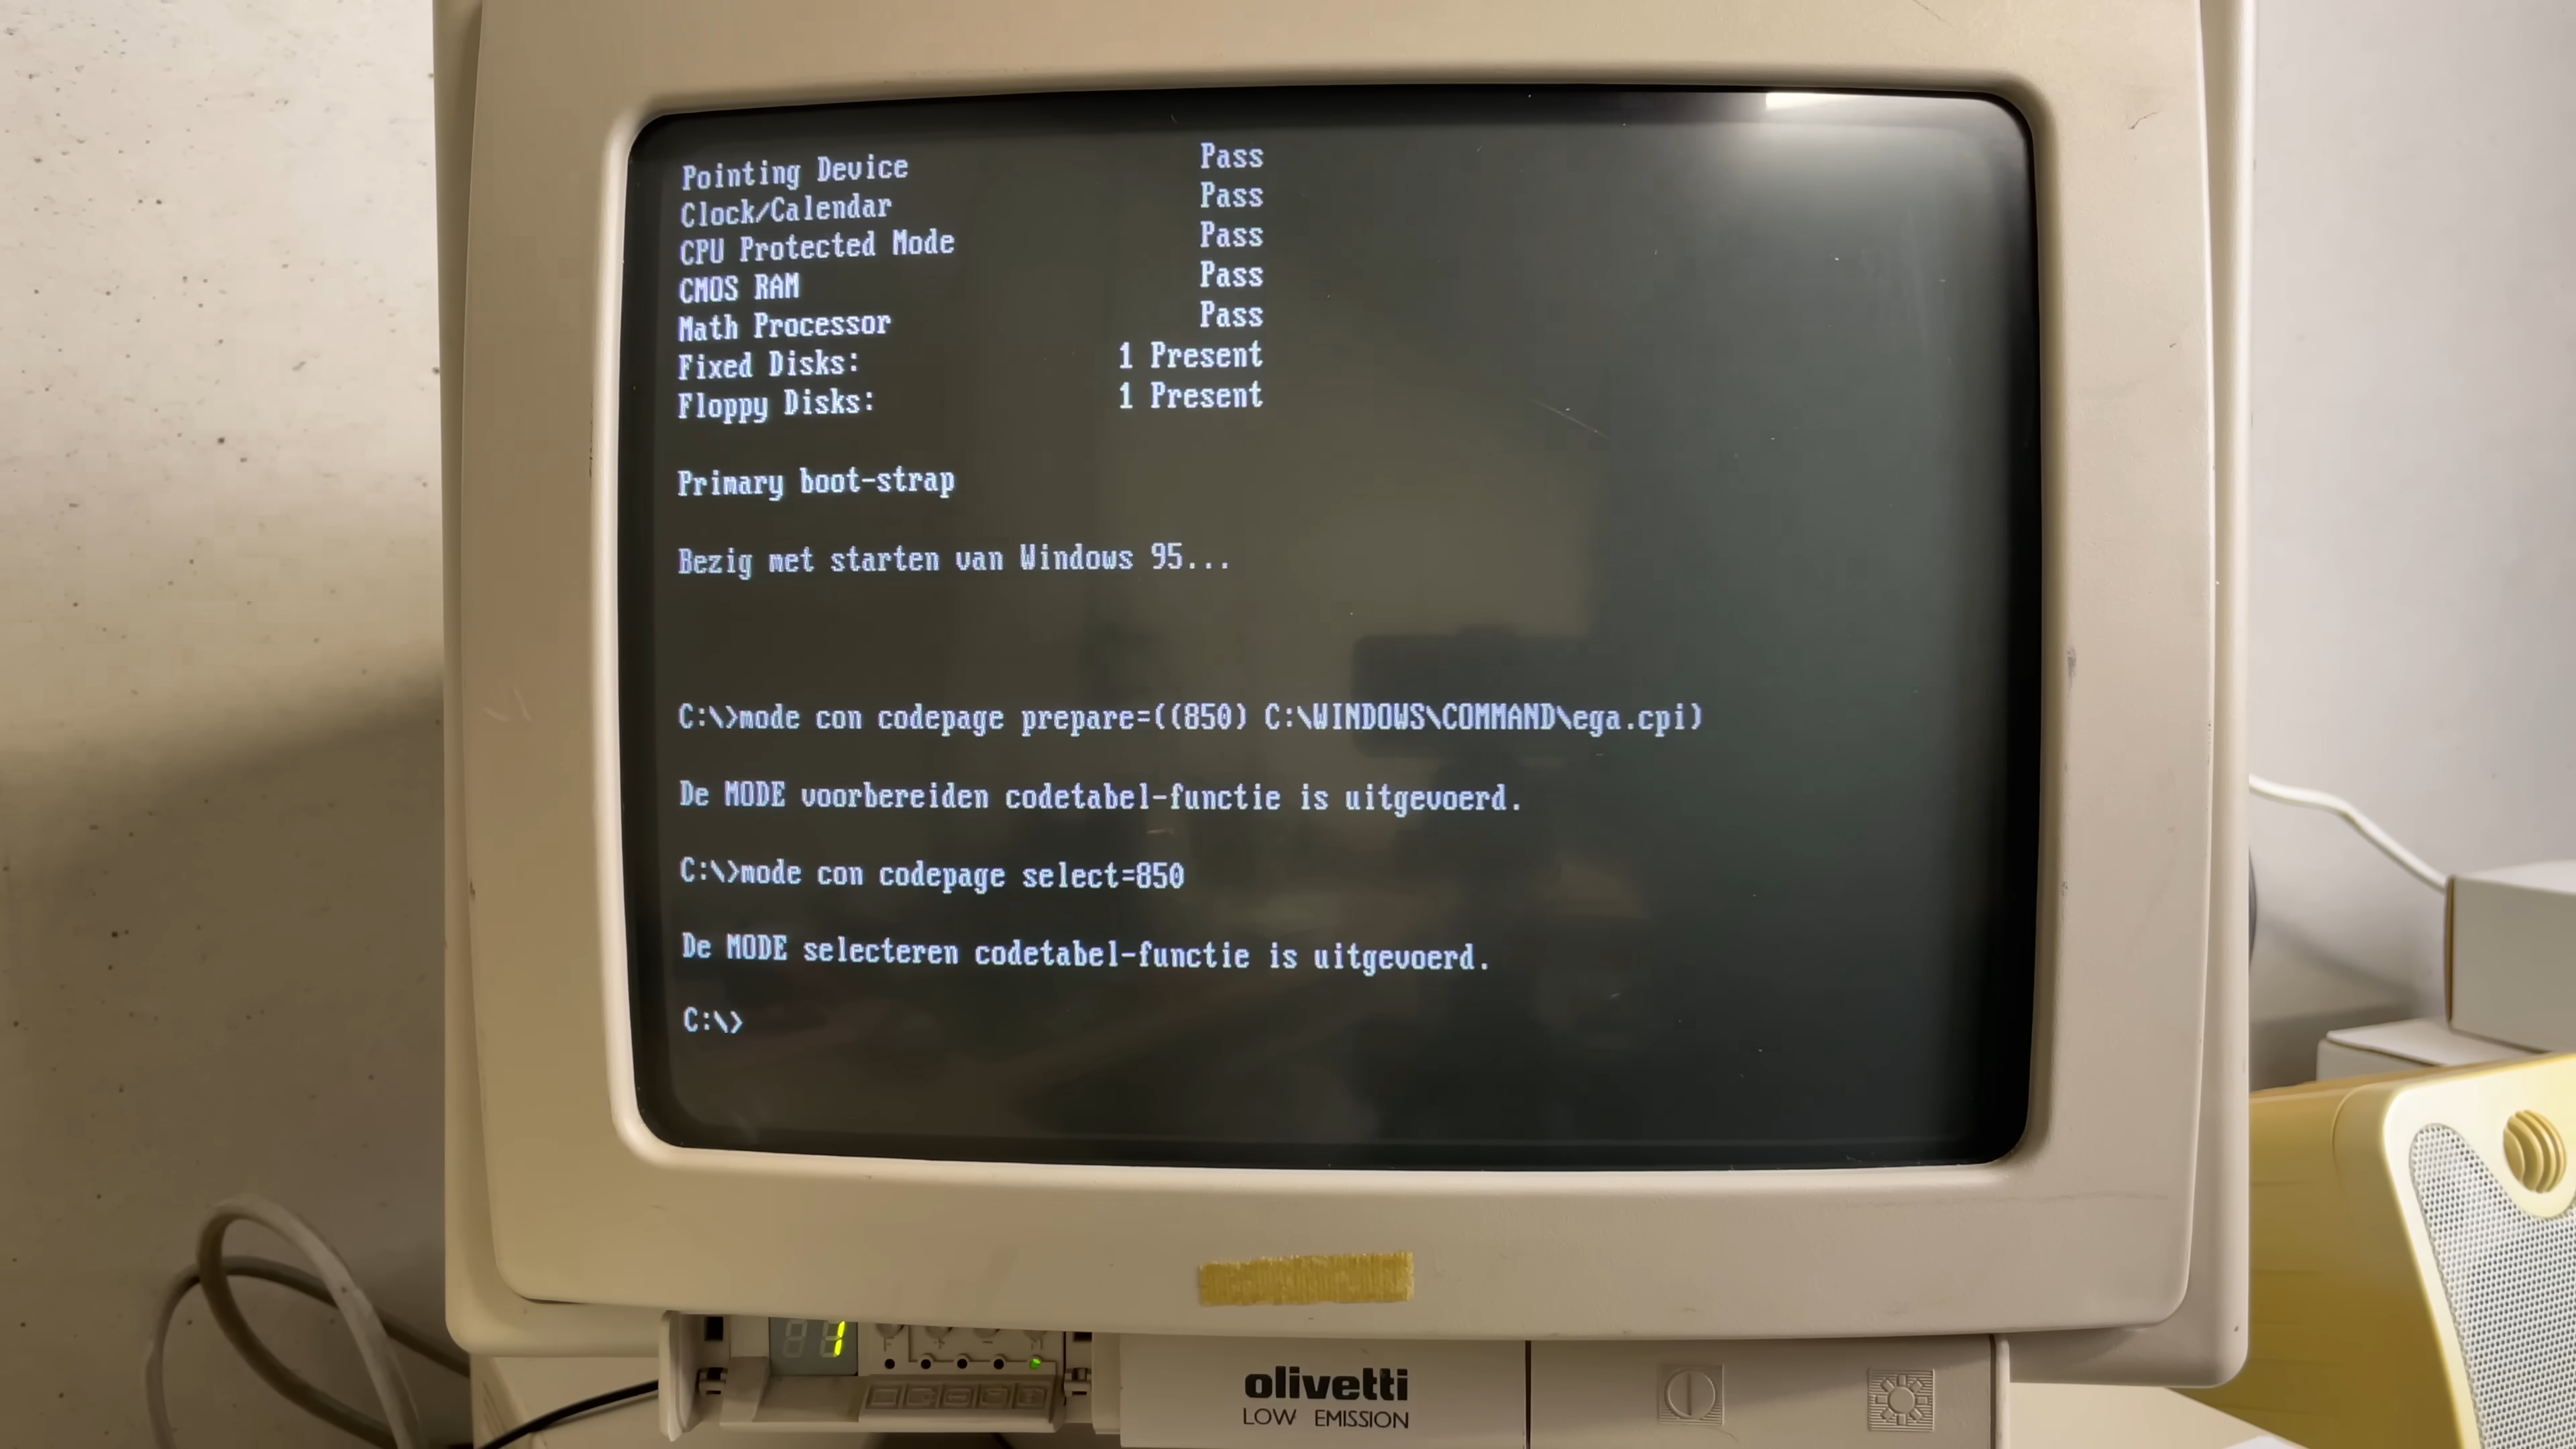 Pointing Device Pass
Clock/Calendar Pass
CPU Protected Mode Pass
CMOS RAM Pass
Math Processor Pass
Fixed Disks: 1 Present
Floppy Disks: 1 Present
Primary boot-strap
Bezig met starten van Windows 95...
C:\>mode con codepage prepare=((850) C:\WINDOWS\COMMAND\ega.cpi)
De MODE voorbereiden codetabel-functie is uitgevoerd.
C:\>mode con codepage select=850
De MODE selecteren codetabel-functie is uitgevoerd.
C:\>
1
olivetti
LOW EMISSION